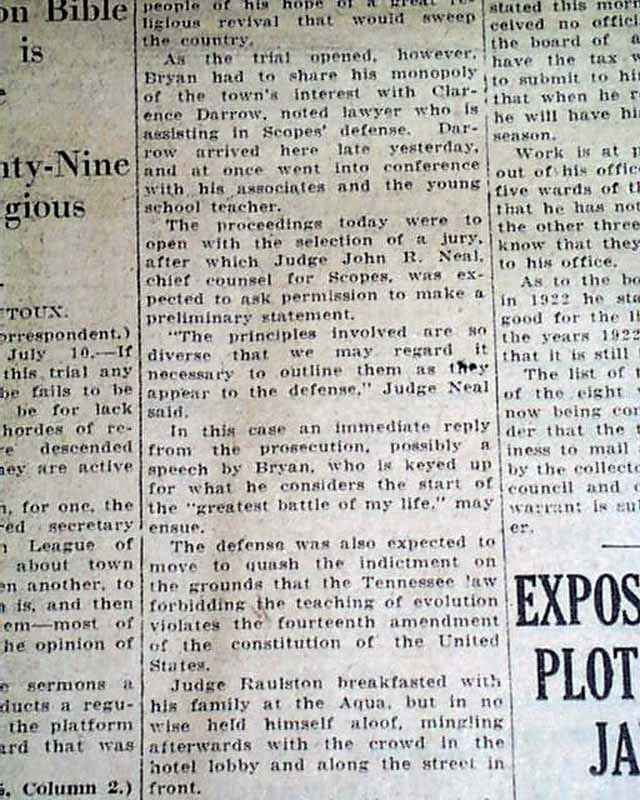 on Bible
is
nty-Nine
gious
TOUX.
orrespondent.)
July 10.—If
this trial any
be fails to be
be for lack
hordes of re-
descended
ney are active
n, for one, the
red secretary
League of
about town
en another, to
is, and then
em—most of
he opinion of
e sermons a
ducts a regu-
the platform
ard that was
Column 2.)
people of his hope of a great re-
ligious revival that would sweep
the country.
As the trial opened, however,
Bryan had to share his monopoly
of the town's interest with Clar-
ence Darrow, noted lawyer who is
assisting in Scopes' defense. Dar-
row arrived here late yesterday,
and at once went into conference
with his associates and the young
school teacher.
The proceedings today were to
open with the selection of a jury,
after which Judge John R. Neal,
chief counsel for Scopes, was ex-
pected to ask permission to make a
preliminary statement.
"The principles involved are so
diverse that we may regard it
necessary to outline them as they
appear to the defense," Judge Neal
said.
In this case an immediate reply
from the prosecution, possibly a
speech by Bryan, who is keyed up
for what he considers the start of
the "greatest battle of my life," may
ensue.
The defense was also expected to
move to quash the indictment on
the grounds that the Tennessee law
forbidding the teaching of evolution
violates the fourteenth amendment
of the constitution of the United
States.
Judge Raulston breakfasted with
his family at the Aqua, but in no
wise held himself aloof, mingling
afterwards with the crowd in the
hotel lobby and along the street in
front.
stated this morn
ceived no offici
the board of a
have the tax w
to submit to his
that when he r
he will have his
season.
Work is at p
out of his office
five wards of th
that he has not
the other three
know that they
to his office.
As to the bo
in 1922 he sta
good for the li
the years 1922
that it is still
The list of t
of the eight
now being con
der that the t
iness to mail
by the collecto
council and c
warrant is sub
er.
EXPOS
PLOT
JA